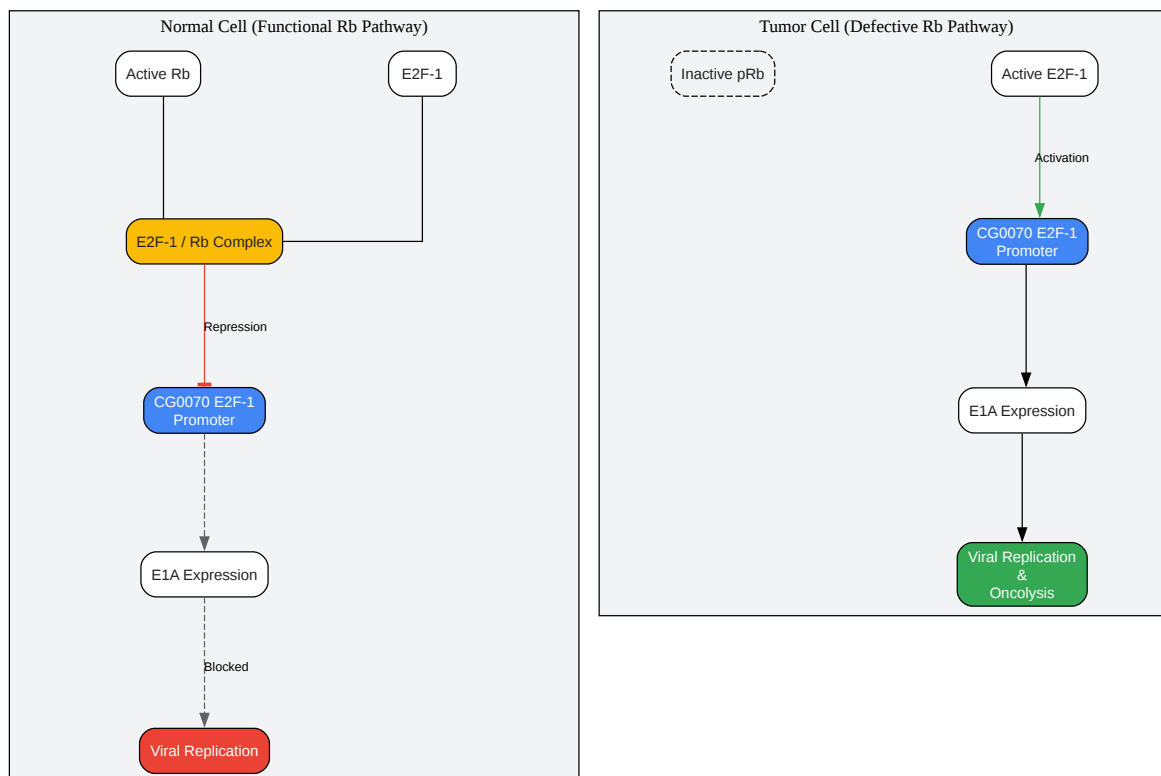 Normal Cell (Functional Rb Pathway)
Active Rb
E2F-1
E2F-1 / Rb Complex
Repression
CG0070 E2F-1
Promoter
E1A Expression
Blocked
Viral Replication
Tumor Cell (Defective Rb Pathway)
Inactive pRb
Active E2F-1
Activation
CG0070 E2F-1
Promoter
E1A Expression
Viral Replication
&
Oncolysis